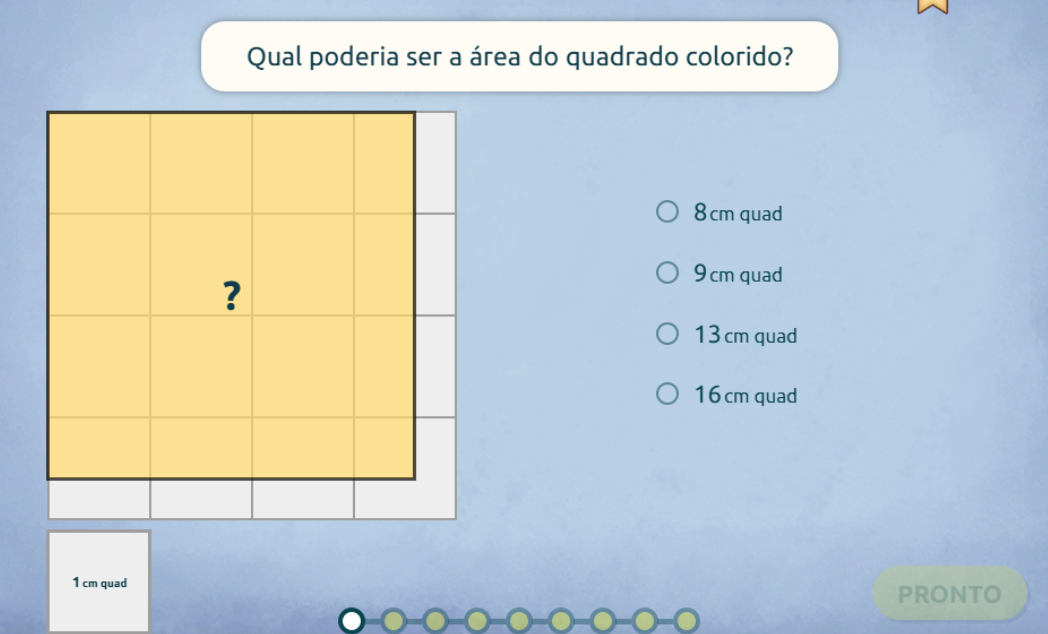 Qual poderia ser a área do quadrado colorido?
?
8 cm quad
9 cm quad
13 cm quad
16 cm quad
1 cm quad
PRONTO